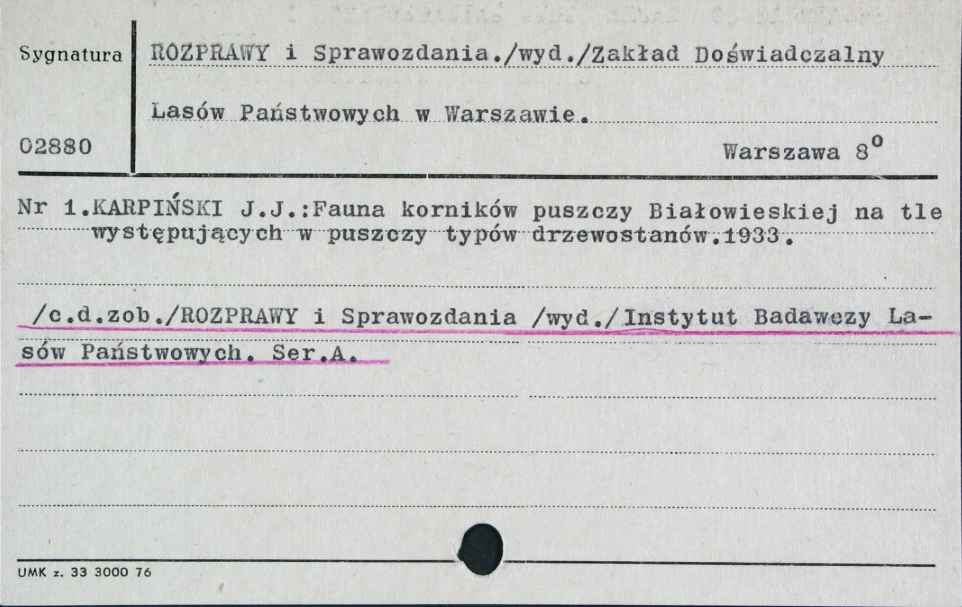 Sygnatura
ROZPRAWY i Sprawozdania./wyd./Zakład Doświadczalny
Lasów Państwowych w Warszawie.
02880
Warszawa 8º
Nr 1.KARPIŃSKI J.J.:Fauna korników puszczy Białowieskiej na tle
występujących w puszczy typów drzewostanów.1933.
/c.d.zob./ROZPRAWY i Sprawozdania /wyd./Instytut Badawczy La-
sów Państwowych. Ser.A.
UMK z. 33 3000 76